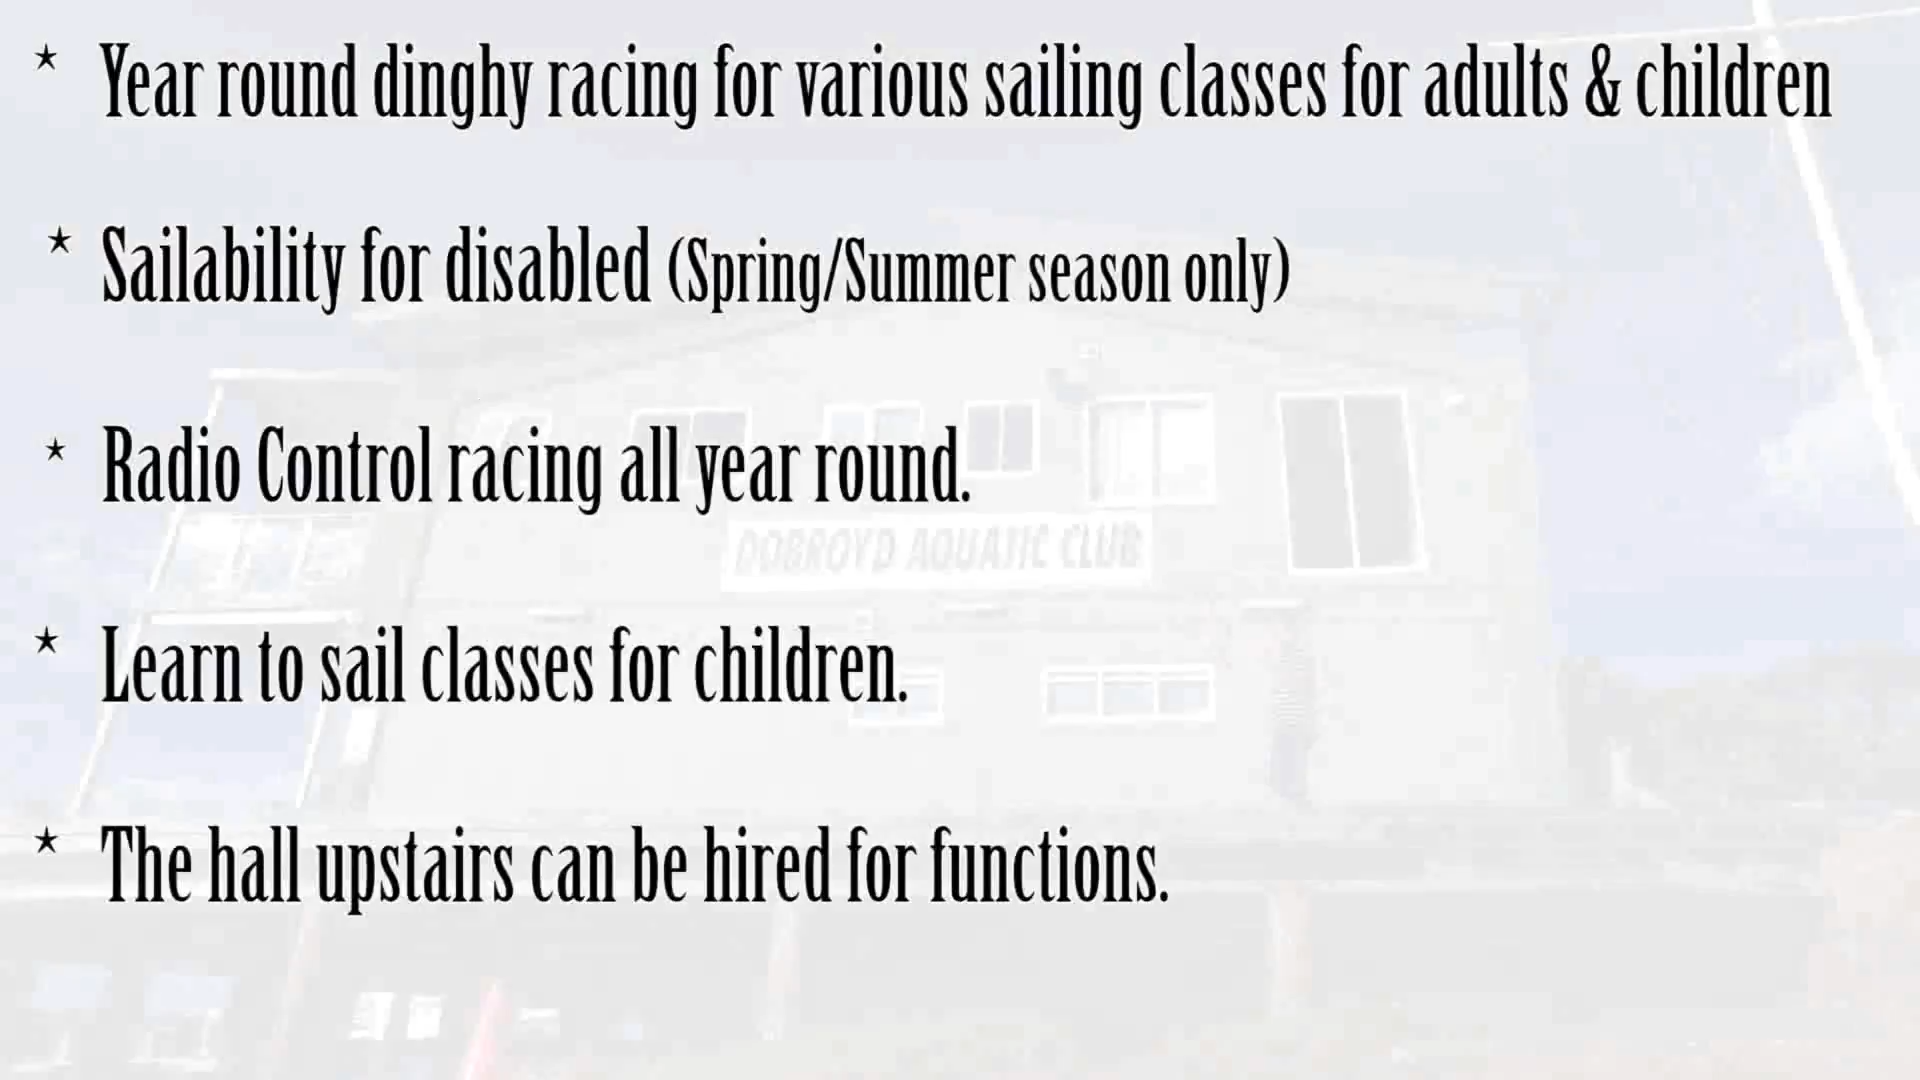 * Year round dinghy racing for various sailing classes for adults & children
* Sailability for disabled (Spring/Summer season only)
* Radio Control racing all year round.
DOBROYD AQUATIC CLUB
* Learn to sail classes for children.
* The hall upstairs can be hired for functions.